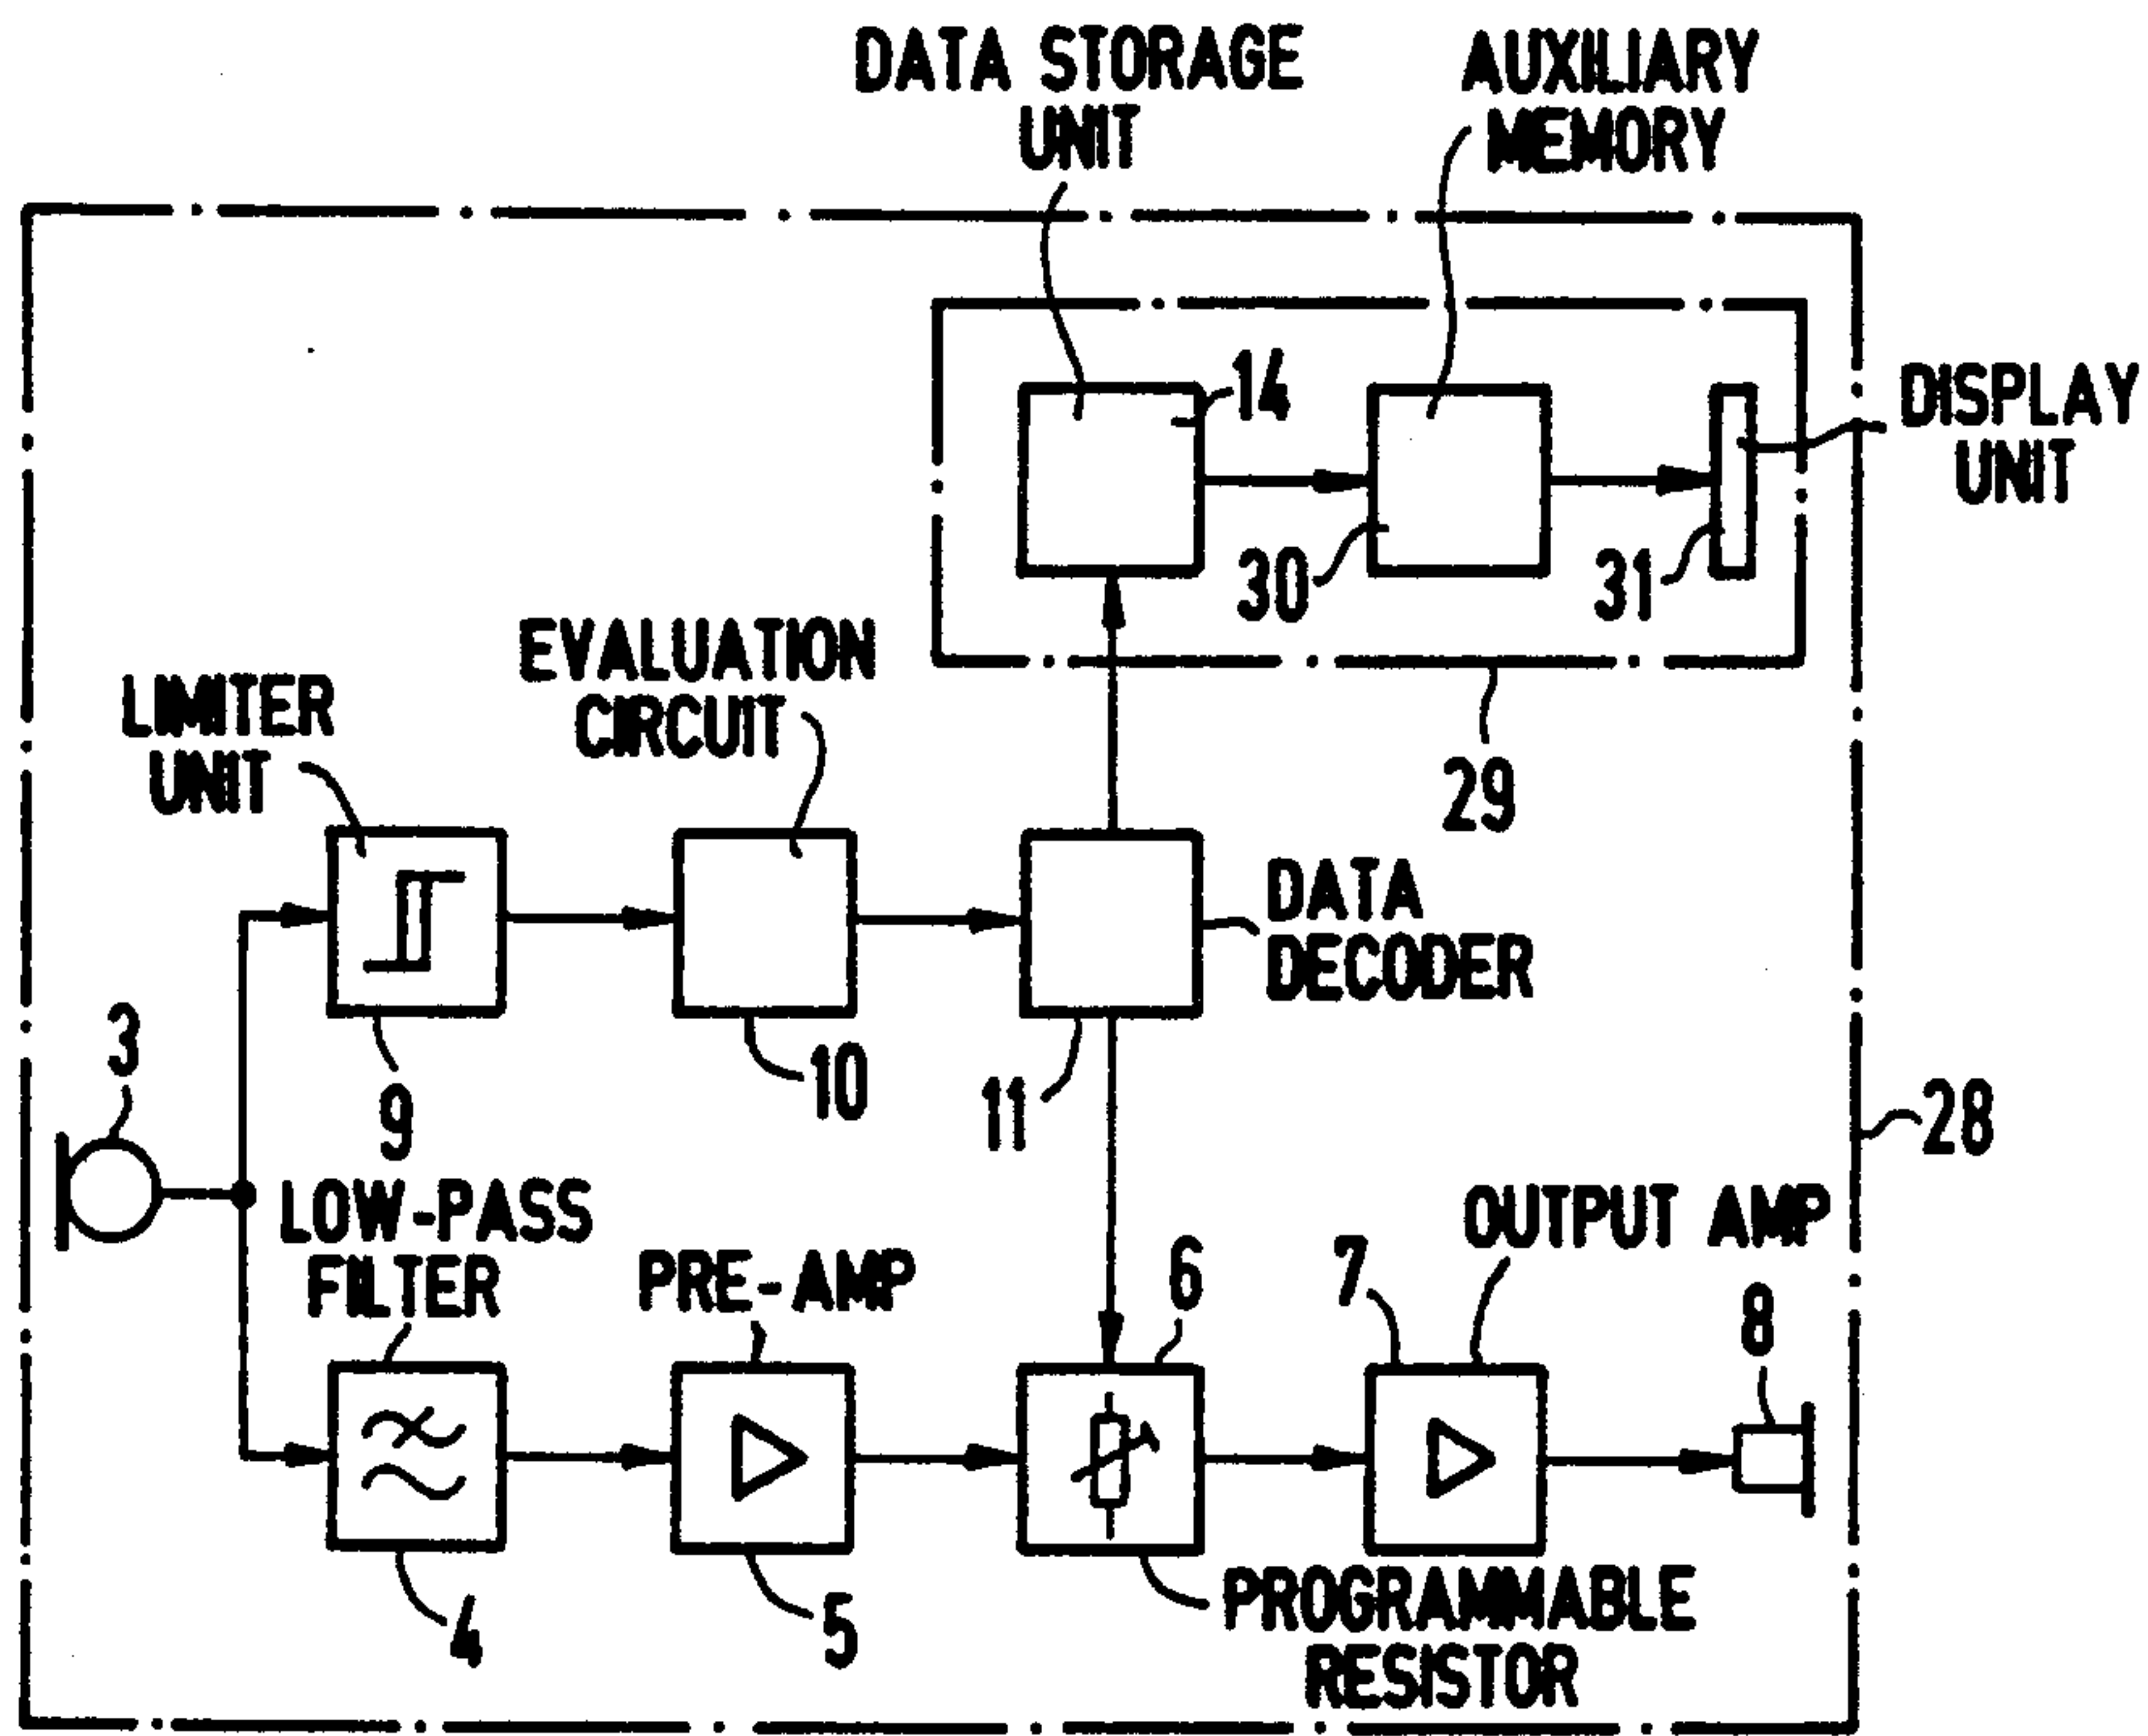 DATA STORAGE
UNIT
AUXILIARY
MEMORY
14
DISPLAY
UNIT
30
31
EVALUATION
CIRCUIT
LIMITER
UNIT
29
DATA
DECODER
3
9
10
11
28
LOW-PASS
FILTER
PRE-AMP
6
7
OUTPUT AMP
8
4
5
PROGRAMMABLE
RESISTOR